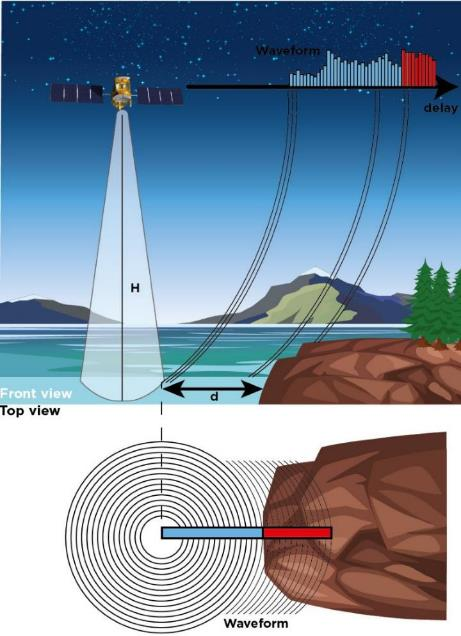 Waveform
delay
H
d
Front view
Top view
Waveform